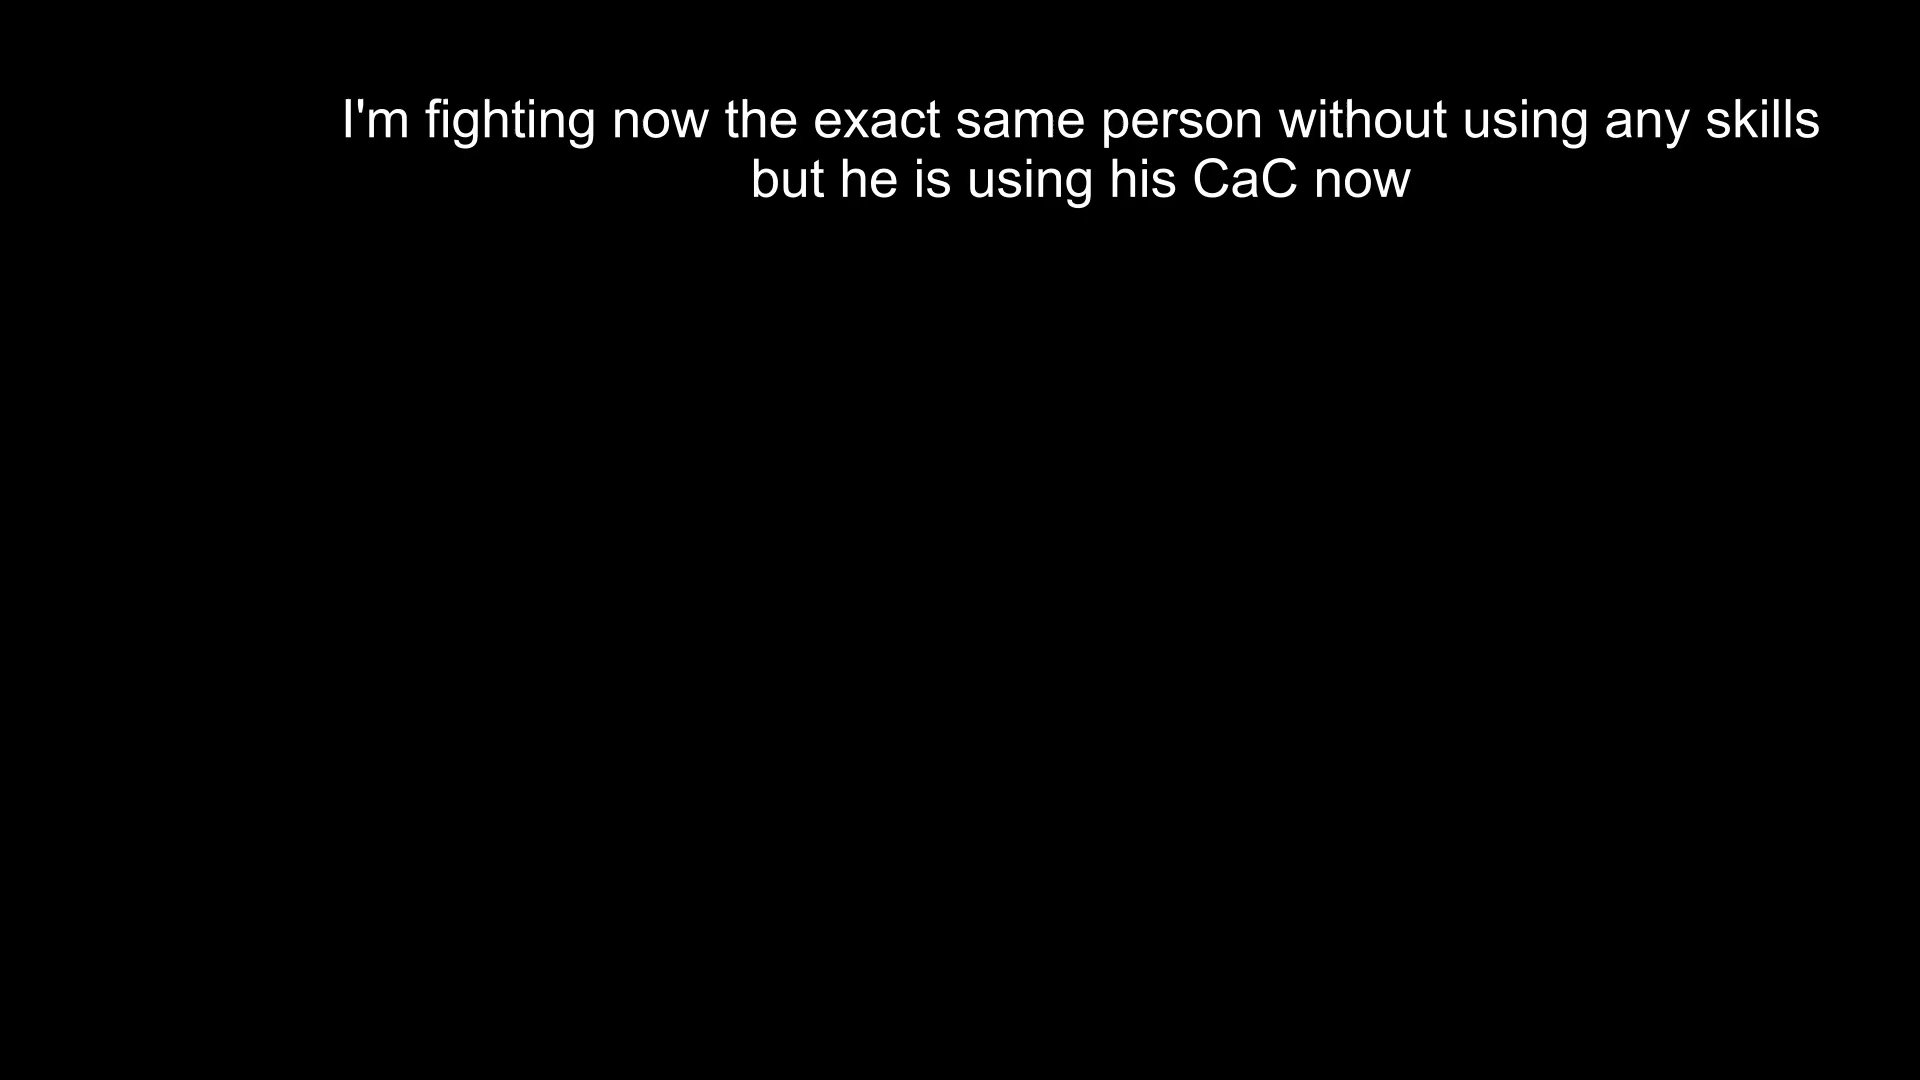 I'm fighting now the exact same person without using any skills
but he is using his CaC now